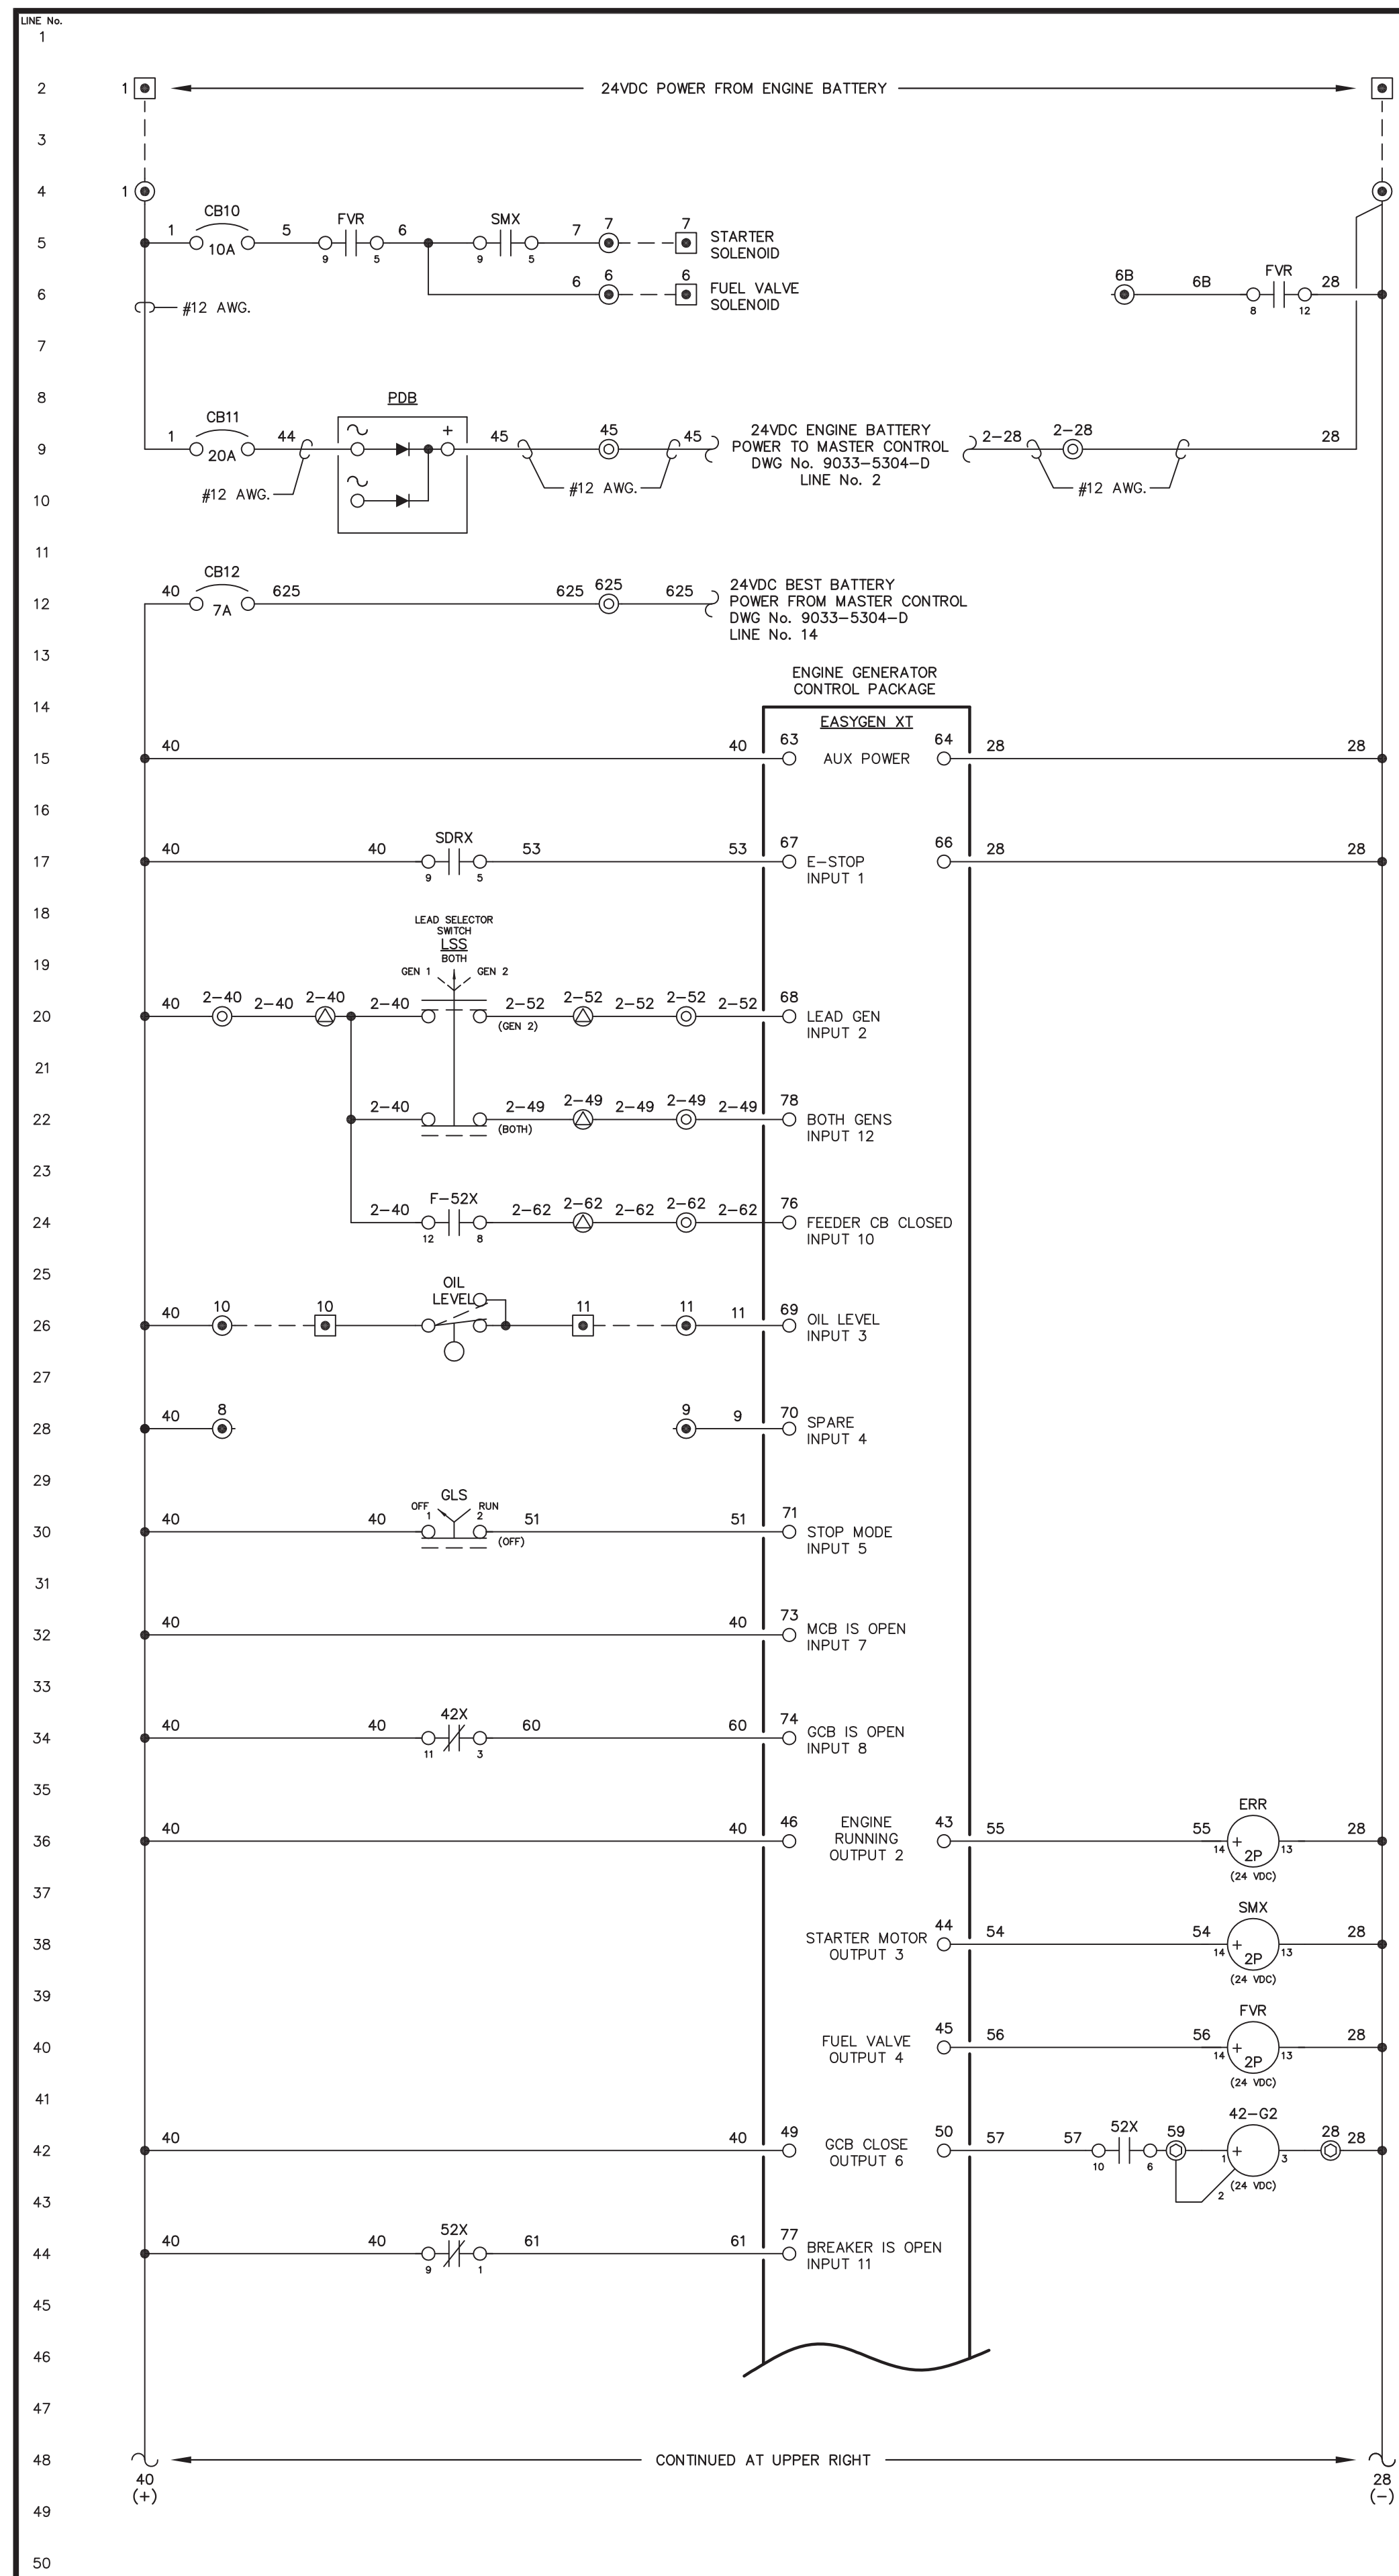 LINE No.
1
2 1 24VDC POWER FROM ENGINE BATTERY
3
4 1
CB10 FVR SMX
5 1 10A 5 9 5 6 9 5 7 7 7 STARTER
SOLENOID
6 6 6 6 FUEL VALVE
SOLENOID
6B 6B FVR 28
8 12
#12 AWG.
7
8 PDB
CB11
9 1 20A 44 ~ + 45 45 45 24VDC ENGINE BATTERY
POWER TO MASTER CONTROL
DWG No. 9033-5304-D
LINE No. 2
2-28 2-28 28
10 #12 AWG. ~ #12 AWG. #12 AWG.
11
CB12
12 40 7A 625 625 625 625 24VDC BEST BATTERY
POWER FROM MASTER CONTROL
DWG No. 9033-5304-D
LINE No. 14
13
ENGINE GENERATOR
CONTROL PACKAGE
14 EASYGEN XT
15 40 40 63 AUX POWER 64 28 28
16
SDRX
17 40 40 9 5 53 53 67 E-STOP
INPUT 1
66 28 28
18
LEAD SELECTOR
SWITCH
LSS
19 BOTH
GEN 1 GEN 2
20 40 2-40 2-40 2-40 2-40 2-52 2-52 2-52 2-52 2-52 68 LEAD GEN
(GEN 2) INPUT 2
21
22 2-40 2-49 2-49 2-49 2-49 2-49 78 BOTH GENS
(BOTH) INPUT 12
23
F-52X
24 2-40 12 8 2-62 2-62 2-62 2-62 2-62 76 FEEDER CB CLOSED
INPUT 10
25
OIL
LEVEL
26 40 10 10 11 11 11 69 OIL LEVEL
INPUT 3
27
28 40 8 9 9 70 SPARE
INPUT 4
29
GLS
OFF RUN
30 40 40 1 2 51 51 71 STOP MODE
(OFF) INPUT 5
31
32 40 40 73 MCB IS OPEN
INPUT 7
33
42X
34 40 40 11 3 60 60 74 GCB IS OPEN
INPUT 8
35
ERR
36 40 40 46 ENGINE
RUNNING
OUTPUT 2
43 55 55 14 + 2P 13 28
(24 VDC)
37
SMX
38 STARTER MOTOR
OUTPUT 3
44 54 54 14 + 2P 13 28
(24 VDC)
39
FVR
40 FUEL VALVE
OUTPUT 4
45 56 56 14 + 2P 13 28
(24 VDC)
41
52X 42-G2
42 40 40 49 GCB CLOSE
OUTPUT 6
50 57 57 10 6 59 1 + 3 28 28
43 2 (24 VDC)
52X
44 40 40 9 1 61 61 77 BREAKER IS OPEN
INPUT 11
45
46
47
48 CONTINUED AT UPPER RIGHT
40 28
(+) (-)
49
50